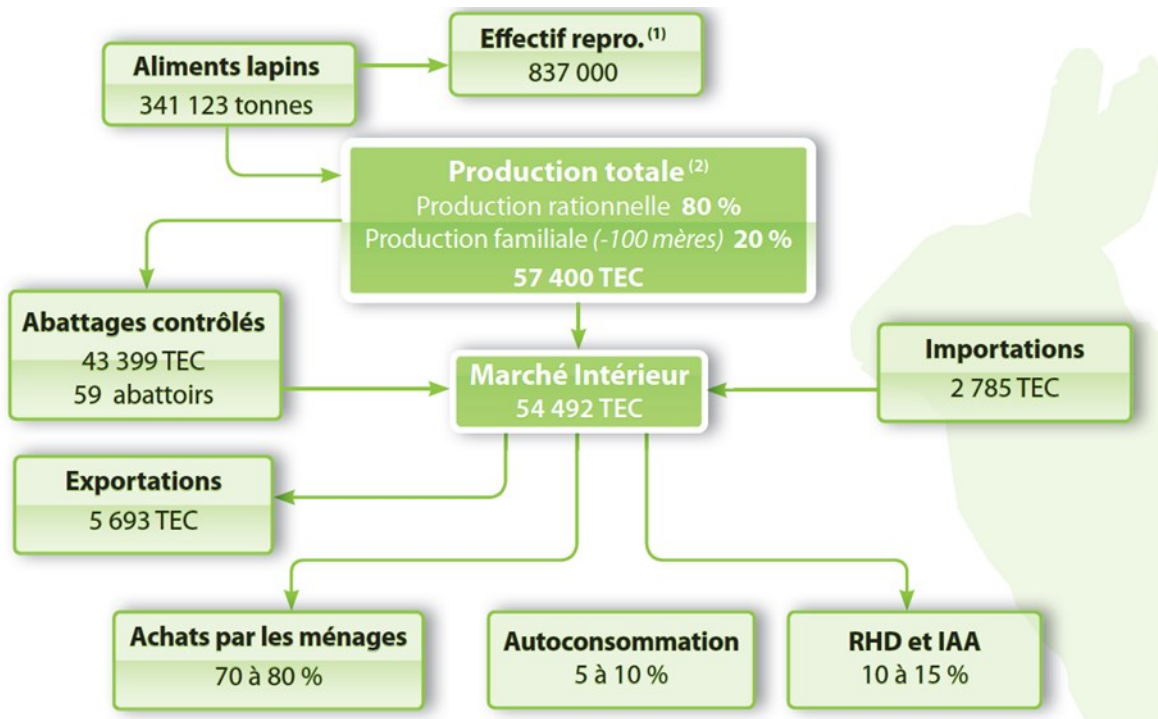 Effectif repro. (1)
837 000
Aliments lapins
341 123 tonnes
Production totale (2)
Production rationnelle 80 %
Production familiale (-100 mères) 20 %
57 400 TEC
Abattages contrôlés
43 399 TEC
59 abattoirs
Marché Intérieur
54 492 TEC
Importations
2 785 TEC
Exportations
5 693 TEC
Achats par les ménages
70 à 80 %
Autoconsommation
5 à 10 %
RHD et IAA
10 à 15 %